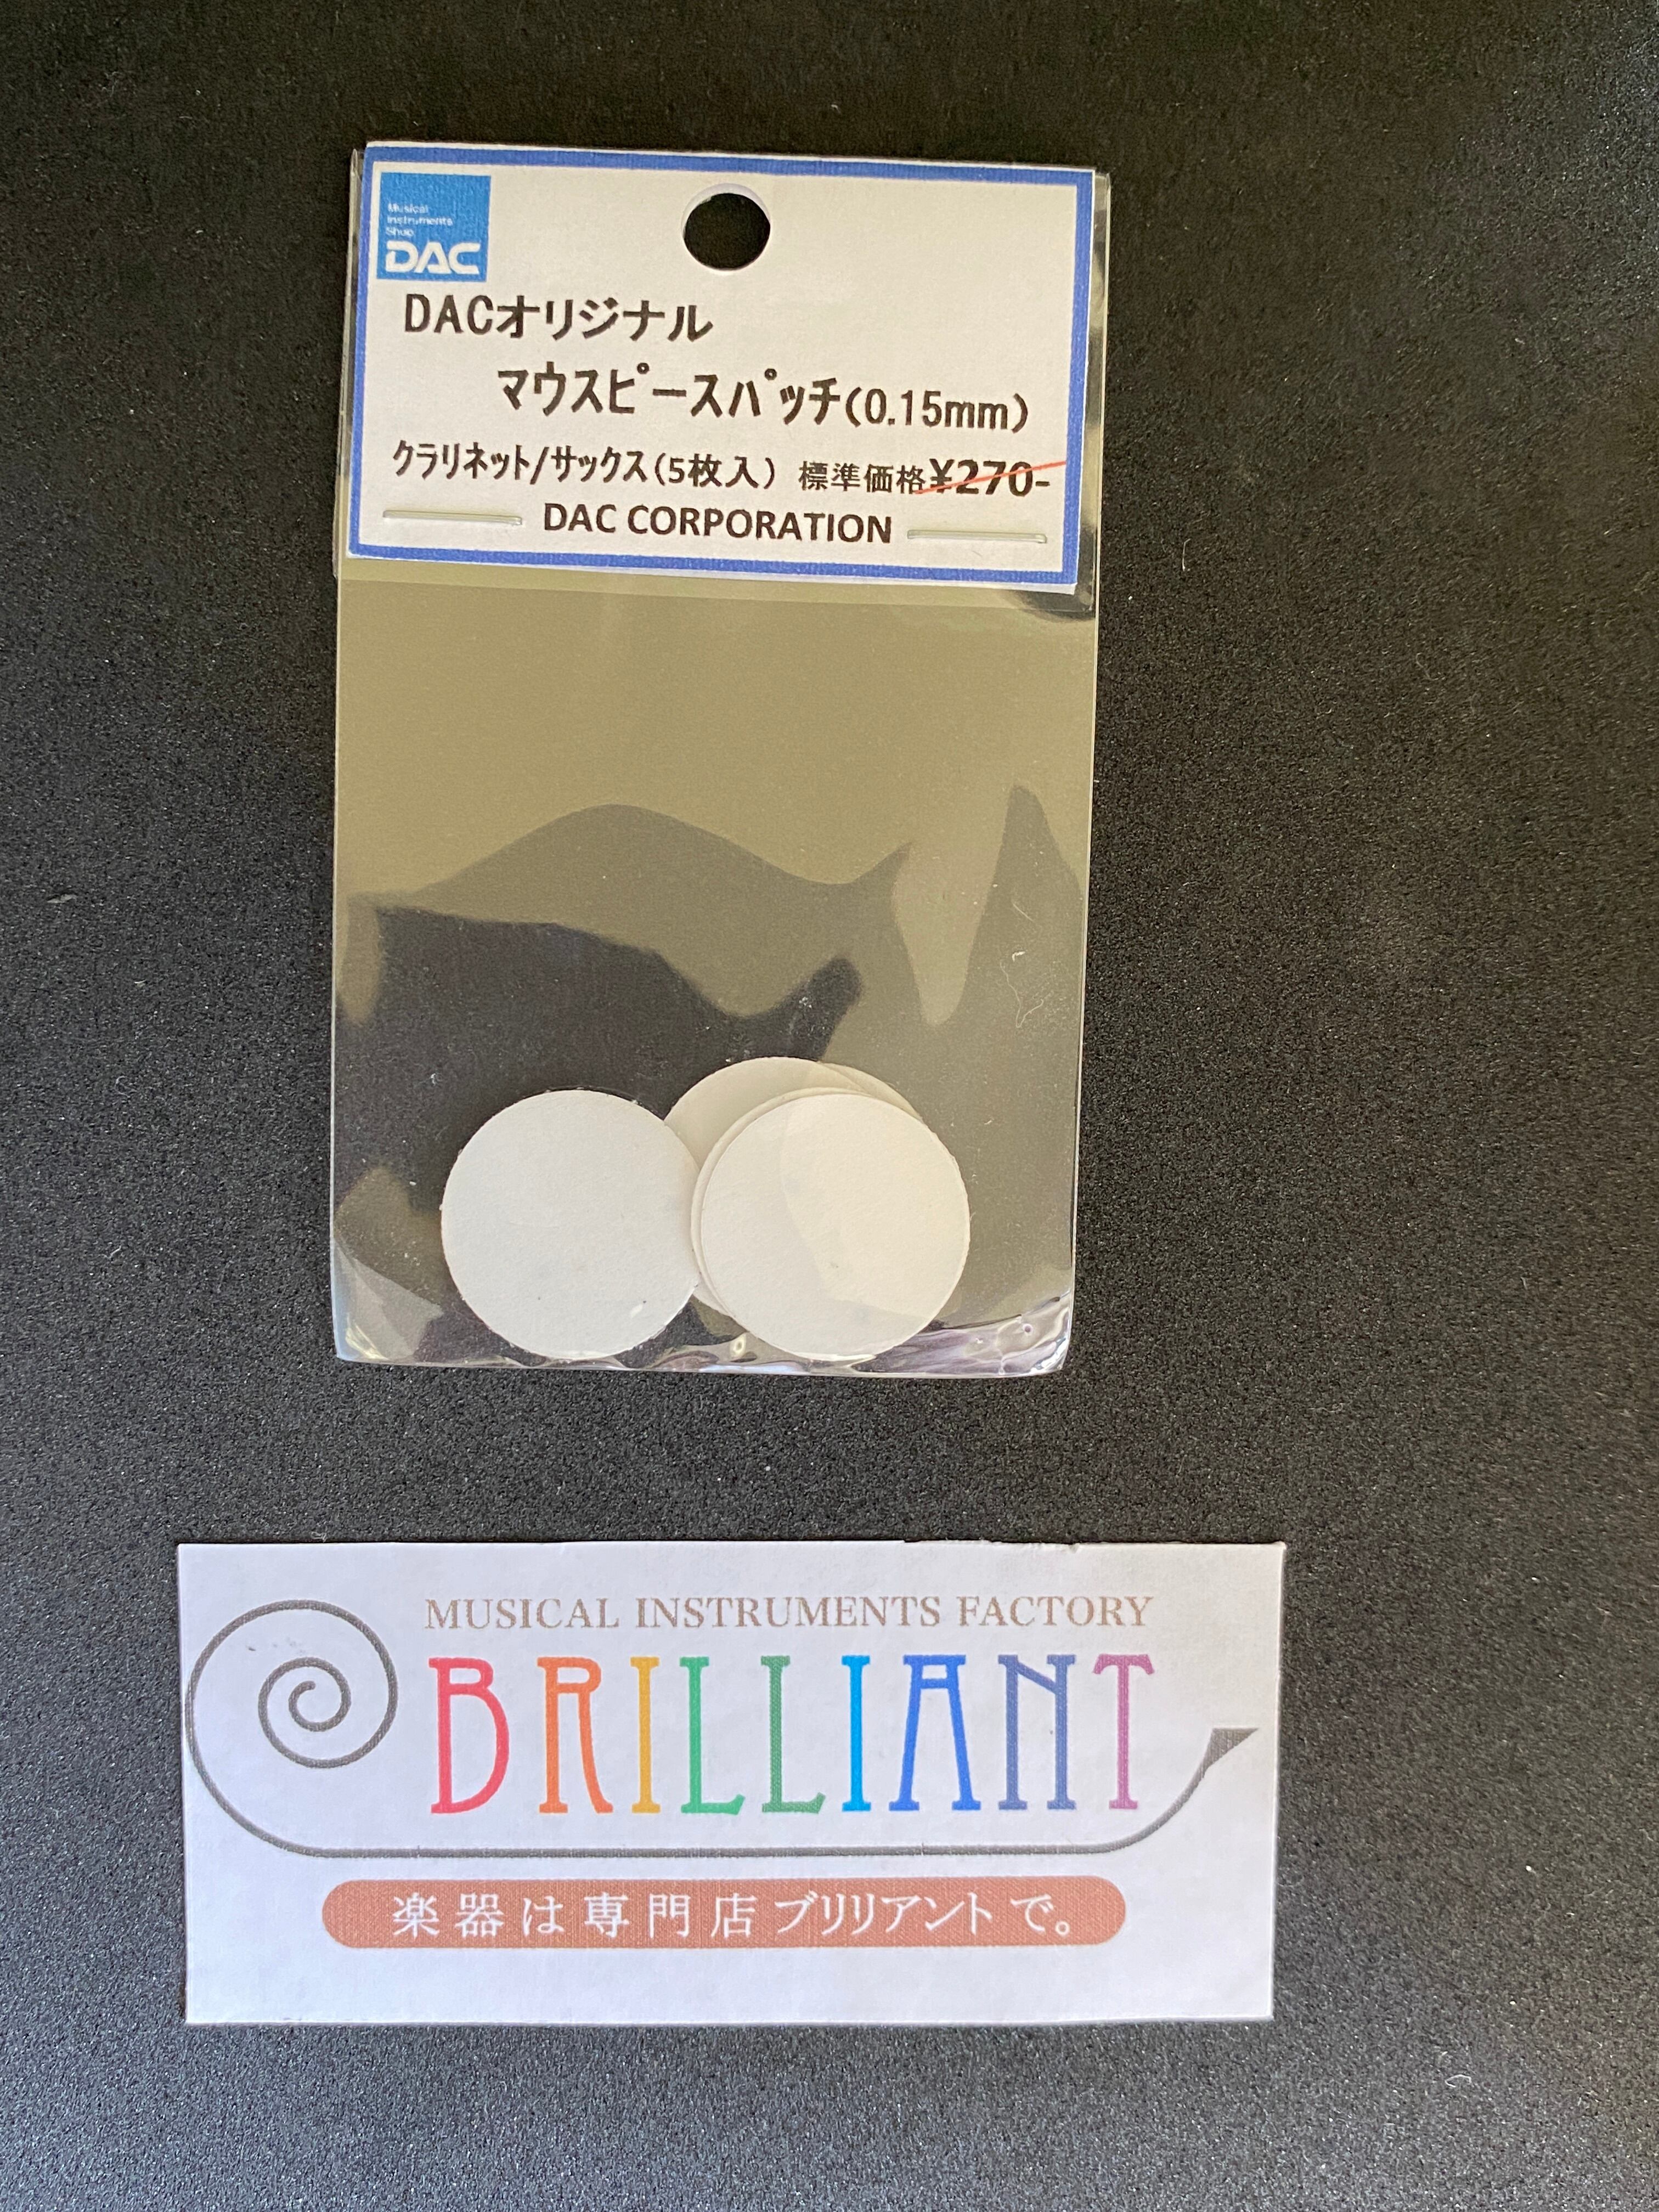 Musical
Instruments
Shop
DAC
DACオリジナル
マウスピースパッチ(0.15mm)
クラリネット/サックス(5枚入) 標準価格¥270-
DAC CORPORATION
MUSICAL INSTRUMENTS FACTORY
BRILLIANT
楽器は専門店ブリリアントで。